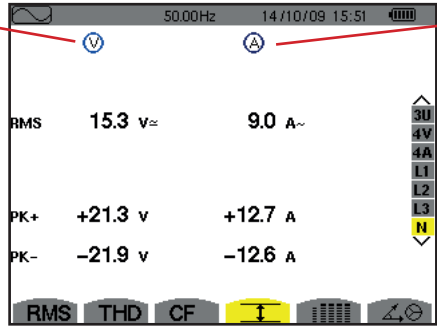 50.00Hz 14/10/09 15:51
V A
RMS 15.3 V≂ 9.0 A~
3U
4V
4A
L1
L2
L3
N
PK+ +21.3 V +12.7 A
PK- -21.9 V -12.6 A
RMS THD CF